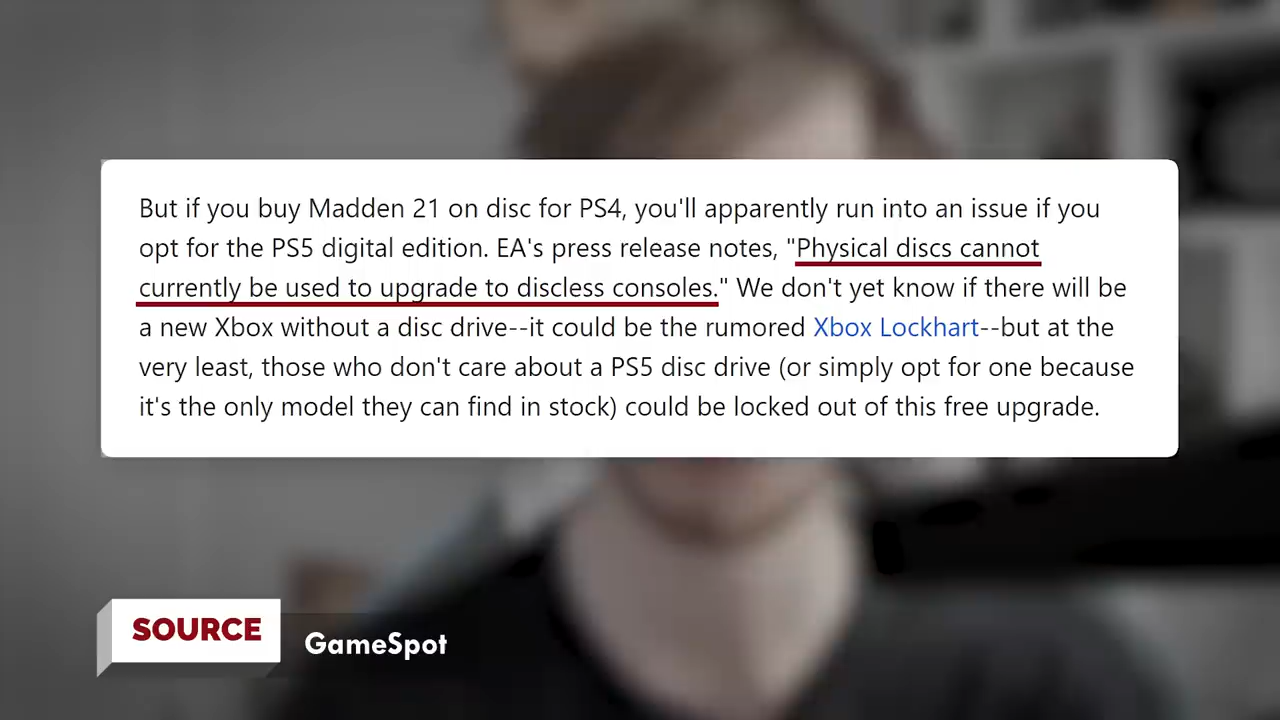 But if you buy Madden 21 on disc for PS4, you'll apparently run into an issue if you
opt for the PS5 digital edition. EA's press release notes, "Physical discs cannot
currently be used to upgrade to discless consoles." We don't yet know if there will be
a new Xbox without a disc drive--it could be the rumored Xbox Lockhart--but at the
very least, those who don't care about a PS5 disc drive (or simply opt for one because
it's the only model they can find in stock) could be locked out of this free upgrade.
SOURCE
GameSpot